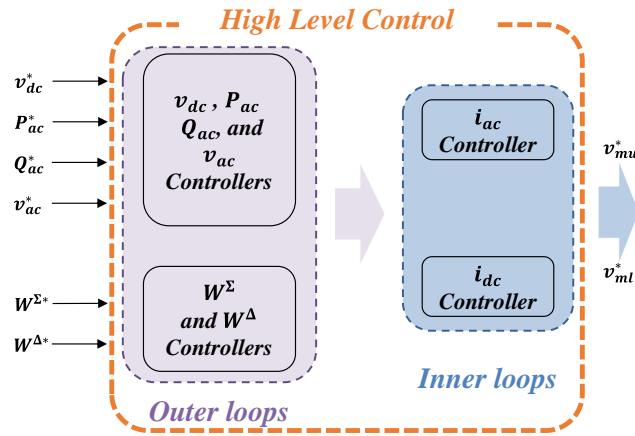 High Level Control
v*dc
P*ac
Q*ac
v*ac
WΣ*
WΔ*
vdc , Pac
Qac, and
vac
Controllers
WΣ
and WΔ
Controllers
Outer loops
iac
Controller
idc
Controller
Inner loops
v*mu
v*ml